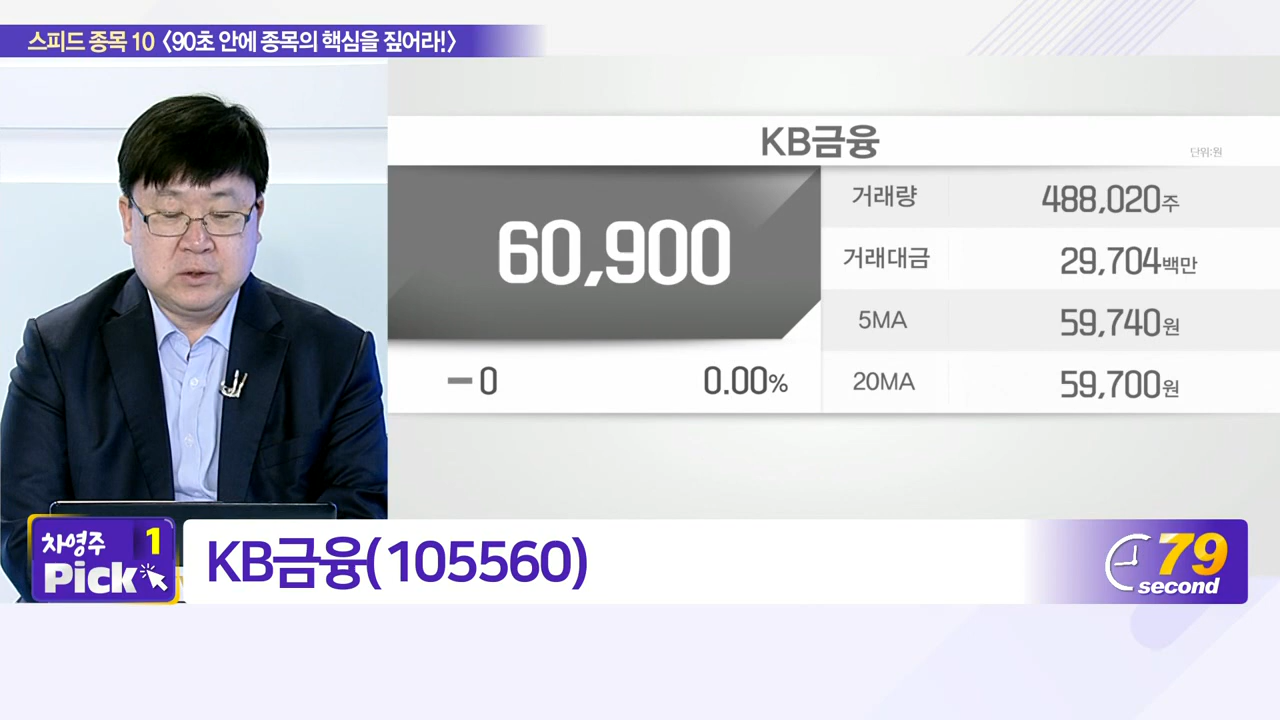 스피드 종목 10 <90초 안에 종목의 핵심을 짚어라!>
KB금융
단위:원
60,900
0
0.00%
거래량 488,020주
거래대금 29,704백만
5MA 59,740원
20MA 59,700원
차영주 1
Pick
KB금융(105560)
79
second